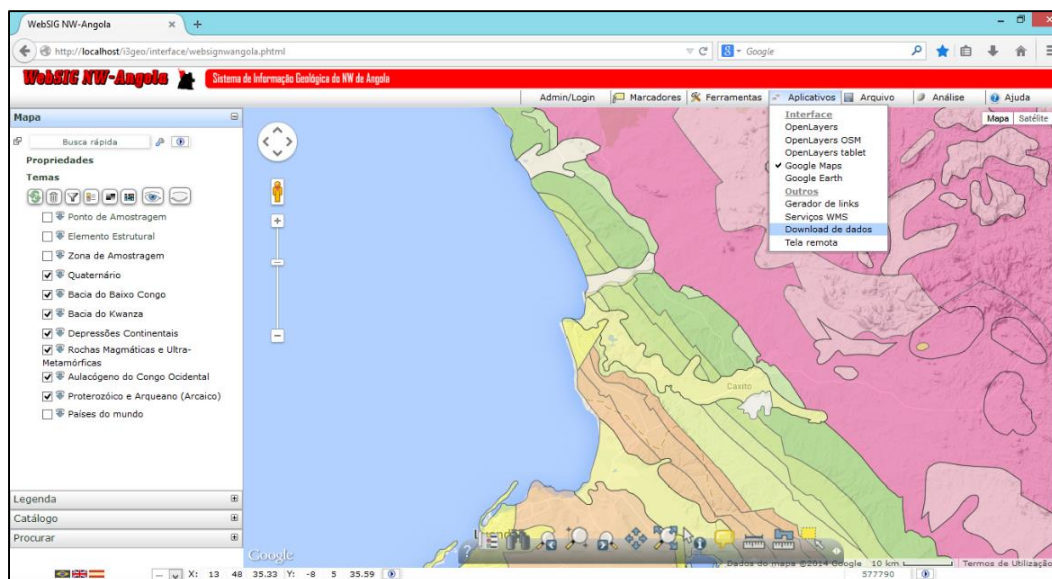 WebSIG NW-Angola
http://localhost/i3geo/interface/websignwangola.phtml
Google
WebSIG NW-Angola
Sistema de Informação Geológica do NW de Angola
Admin/Login Marcadores Ferramentas Aplicativos Arquivo Análise Ajuda
Mapa
Busca rápida
Propriedades
Temas
Ponto de Amostragem
Elemento Estrutural
Zona de Amostragem
Quaternário
Bacia do Baixo Congo
Bacia do Kwanza
Depressões Continentais
Rochas Magmáticas e Ultra-
Metamórficas
Aulacógeno do Congo Ocidental
Proterozóico e Arqueano (Arcaico)
Países do mundo
Legenda
Catálogo
Procurar
Interface
OpenLayers
OpenLayers OSM
OpenLayers tablet
Google Maps
Google Earth
Outros
Gerador de links
Serviços WMS
Download de dados
Tela remota
Mapa Satélite
Caxito
Google
Dados do mapa ©2014 Google 10 km Termos de Utilização
X: 13 48 35.33 Y: -8 5 35.59
577790